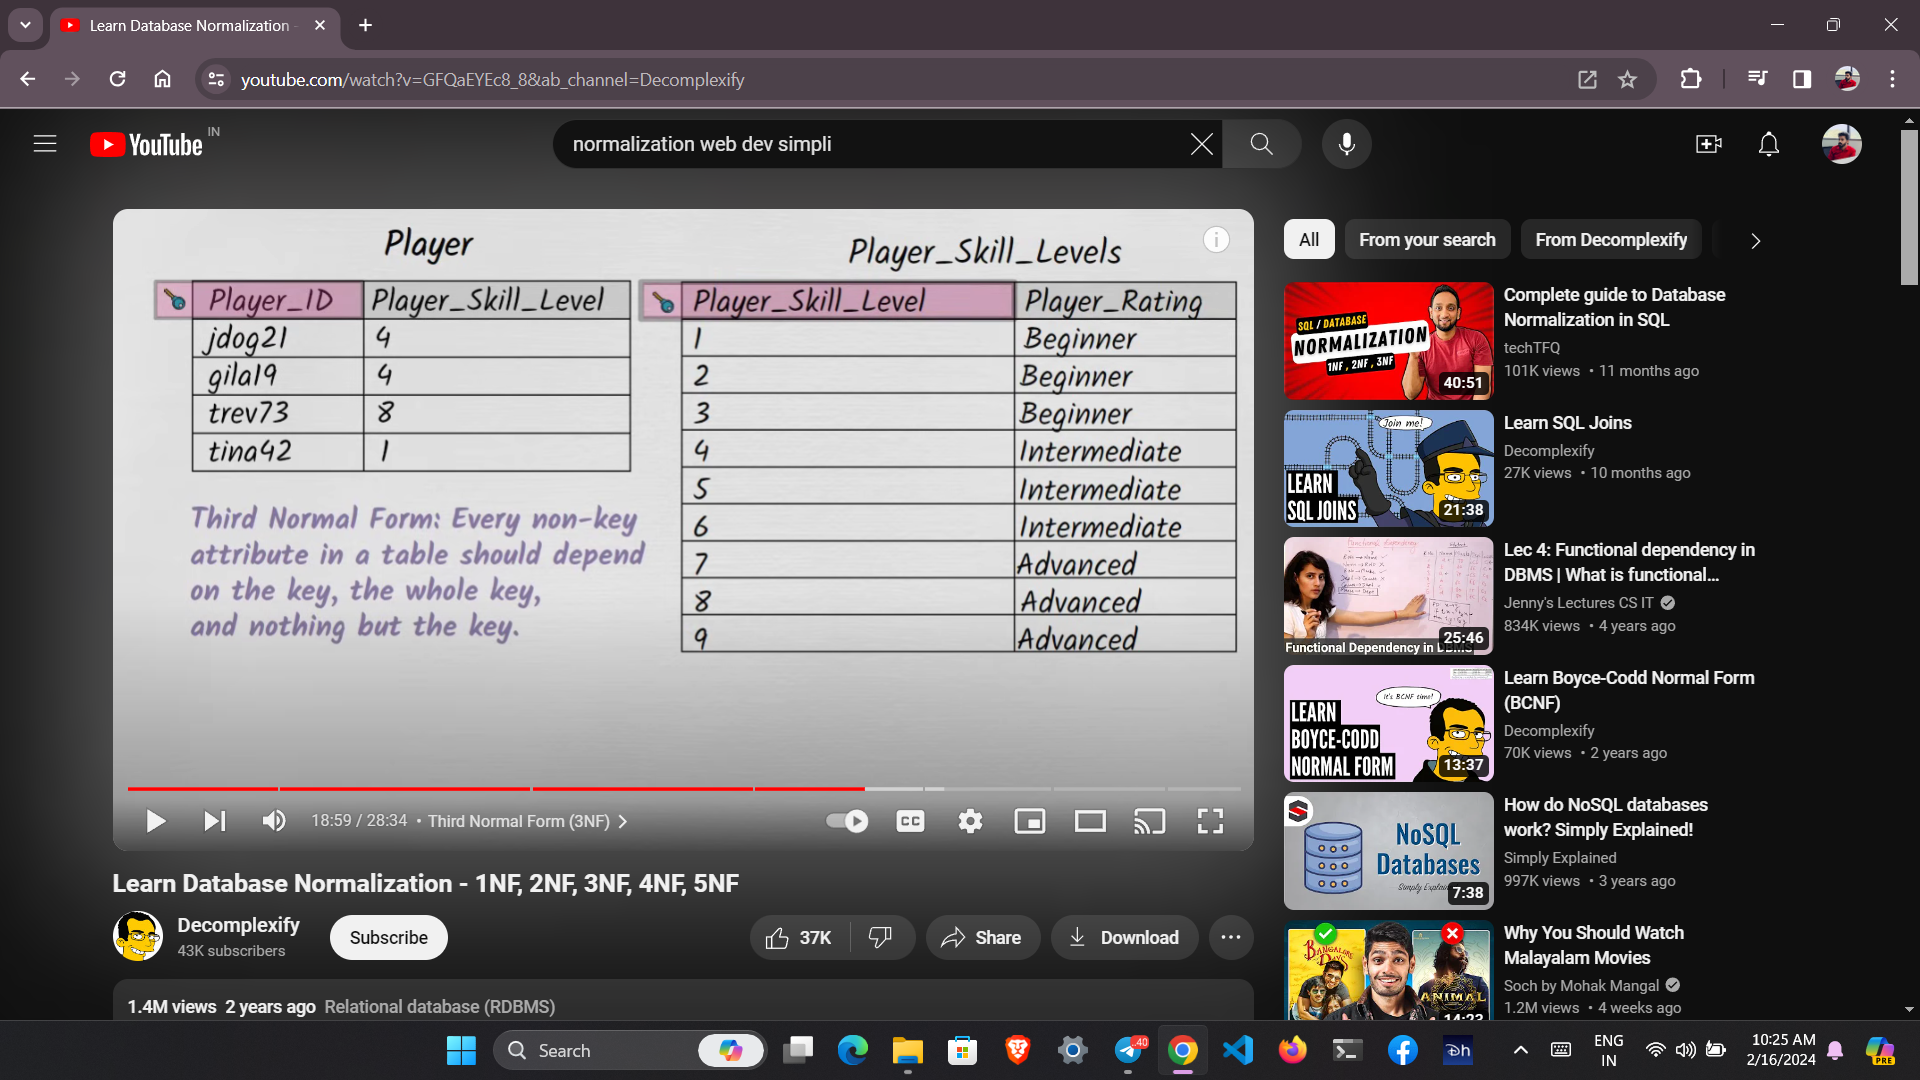 Learn Database Normalization -
youtube.com/watch?v=GFQaEYEc8_8&ab_channel=Decomplexify
YouTube IN
normalization web dev simpli
Player
Player_ID Player_Skill_Level
jdog21 4
gila19 4
trev73 8
tina42 1
Third Normal Form: Every non-key
attribute in a table should depend
on the key, the whole key,
and nothing but the key.
Player_Skill_Levels
Player_Skill_Level Player_Rating
1 Beginner
2 Beginner
3 Beginner
4 Intermediate
5 Intermediate
6 Intermediate
7 Advanced
8 Advanced
9 Advanced
18:59 / 28:34 • Third Normal Form (3NF)
CC
Learn Database Normalization - 1NF, 2NF, 3NF, 4NF, 5NF
Decomplexify
43K subscribers
Subscribe
37K
Share
Download
1.4M views 2 years ago Relational database (RDBMS)
All
From your search
From Decomplexify
SQL / DATABASE
NORMALIZATION
1NF, 2NF, 3NF
40:51
Complete guide to Database
Normalization in SQL
techTFQ
101K views • 11 months ago
Join me!
LEARN
SQL JOINS
21:38
Learn SQL Joins
Decomplexify
27K views • 10 months ago
Functional Dependency in DBMS
25:46
Lec 4: Functional dependency in
DBMS | What is functional...
Jenny's Lectures CS IT
834K views • 4 years ago
It's BCNF time!
LEARN
BOYCE-CODD
NORMAL FORM
13:37
Learn Boyce-Codd Normal Form
(BCNF)
Decomplexify
70K views • 2 years ago
NoSQL
Databases
Simply
7:38
How do NoSQL databases
work? Simply Explained!
Simply Explained
997K views • 3 years ago
BANGALORE
DAYS
ANIMAL
14:23
Why You Should Watch
Malayalam Movies
Soch by Mohak Mangal
1.2M views • 4 weeks ago
Search
40
Dh
ENG
IN
10:25 AM
2/16/2024
PRE